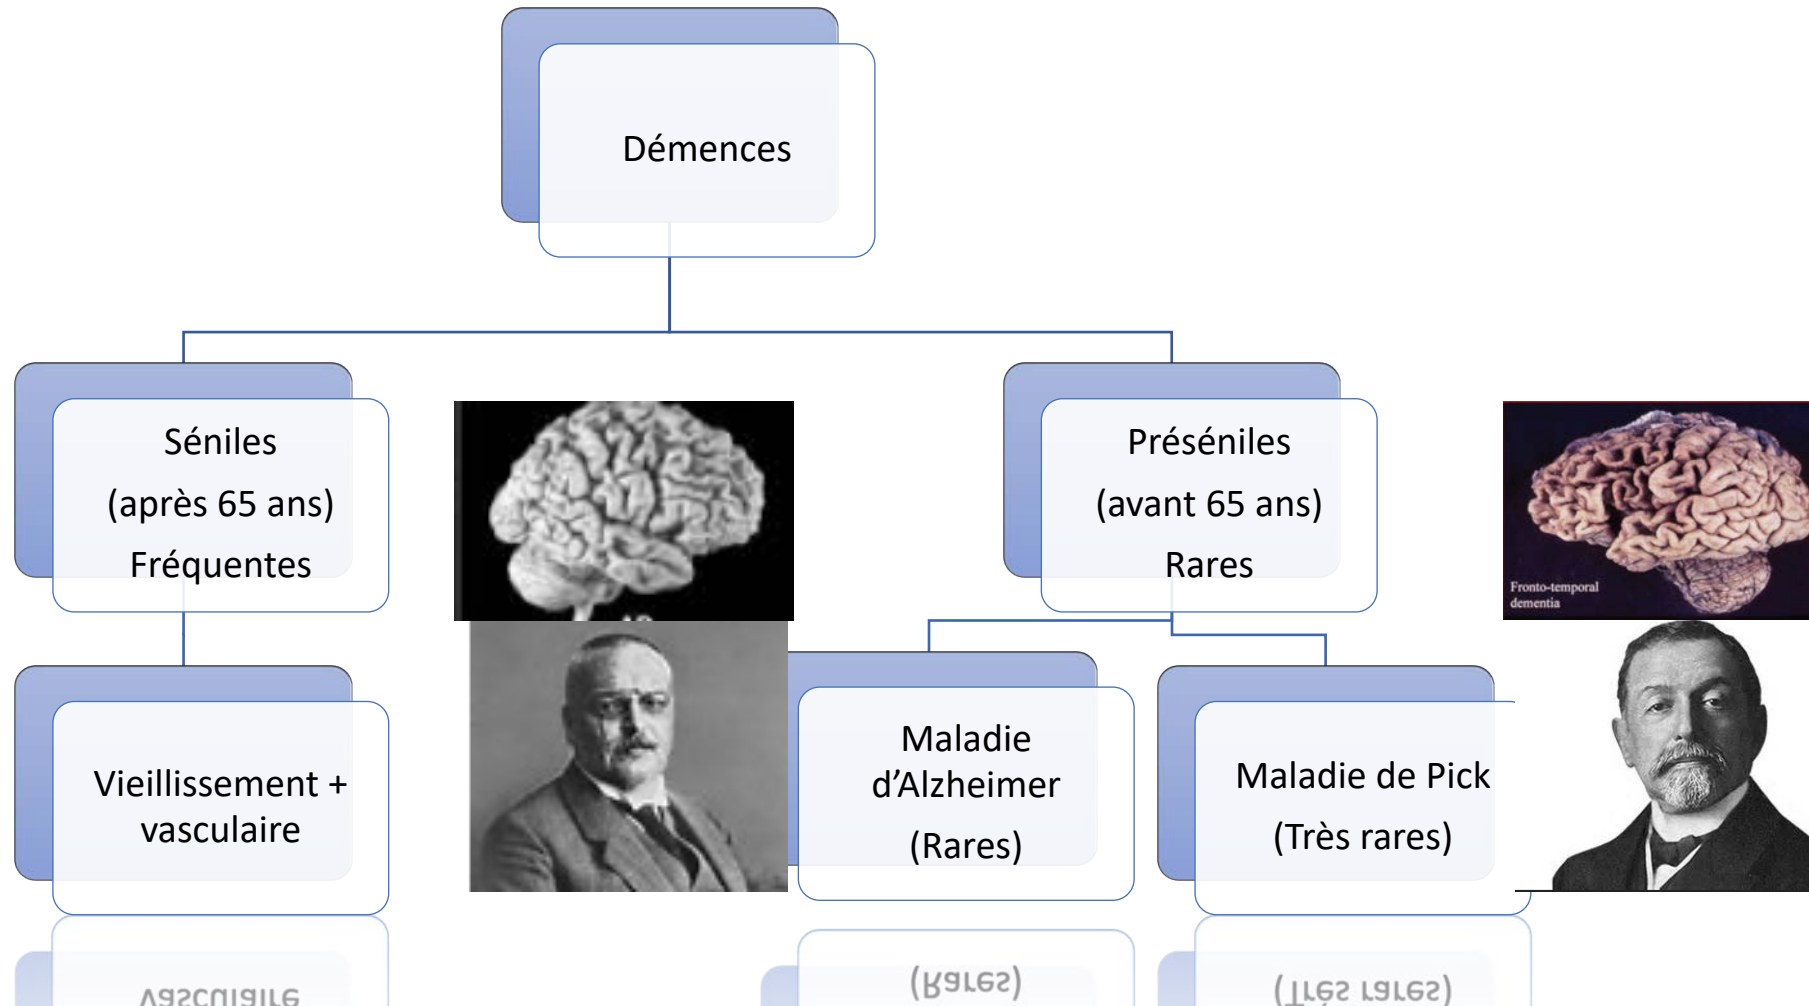 Démences
Séniles
(après 65 ans)
Fréquentes
Préséniles
(avant 65 ans)
Rares
Fronto-temporal
dementia
Vieillissement +
vasculaire
Maladie
d’Alzheimer
(Rares)
Maladie de Pick
(Très rares)